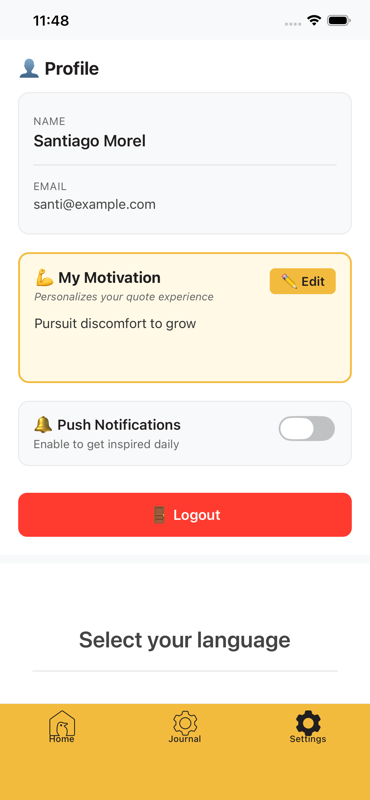 11:48
Profile
NAME
Santiago Morel
EMAIL
santi@example.com
My Motivation
Edit
Personalizes your quote experience
Pursuit discomfort to grow
Push Notifications
Enable to get inspired daily
Logout
Select your language
Home
Journal
Settings